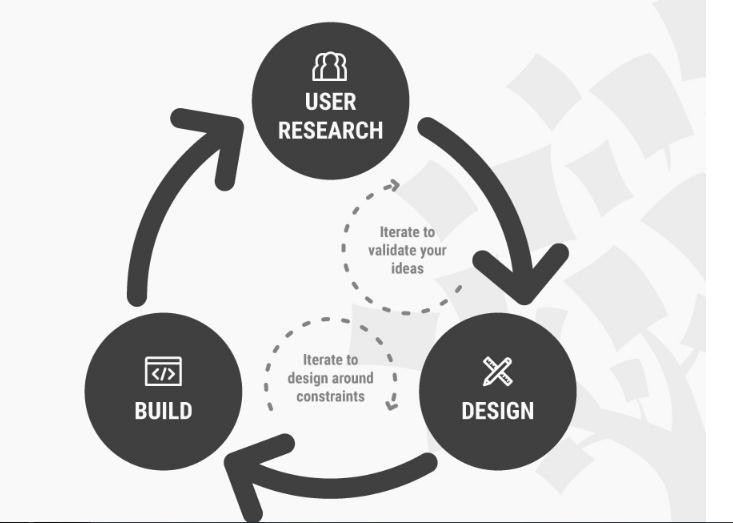 USER
RESEARCH
Iterate to
validate your
ideas
Iterate to
design around
constraints
</>
BUILD
DESIGN